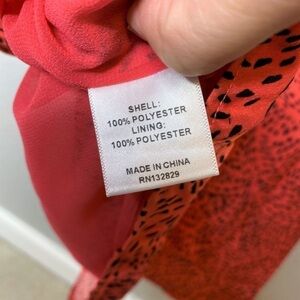 SHELL:
100% POLYESTER
LINING:
100% POLYESTER
MADE IN CHINA
RN132829